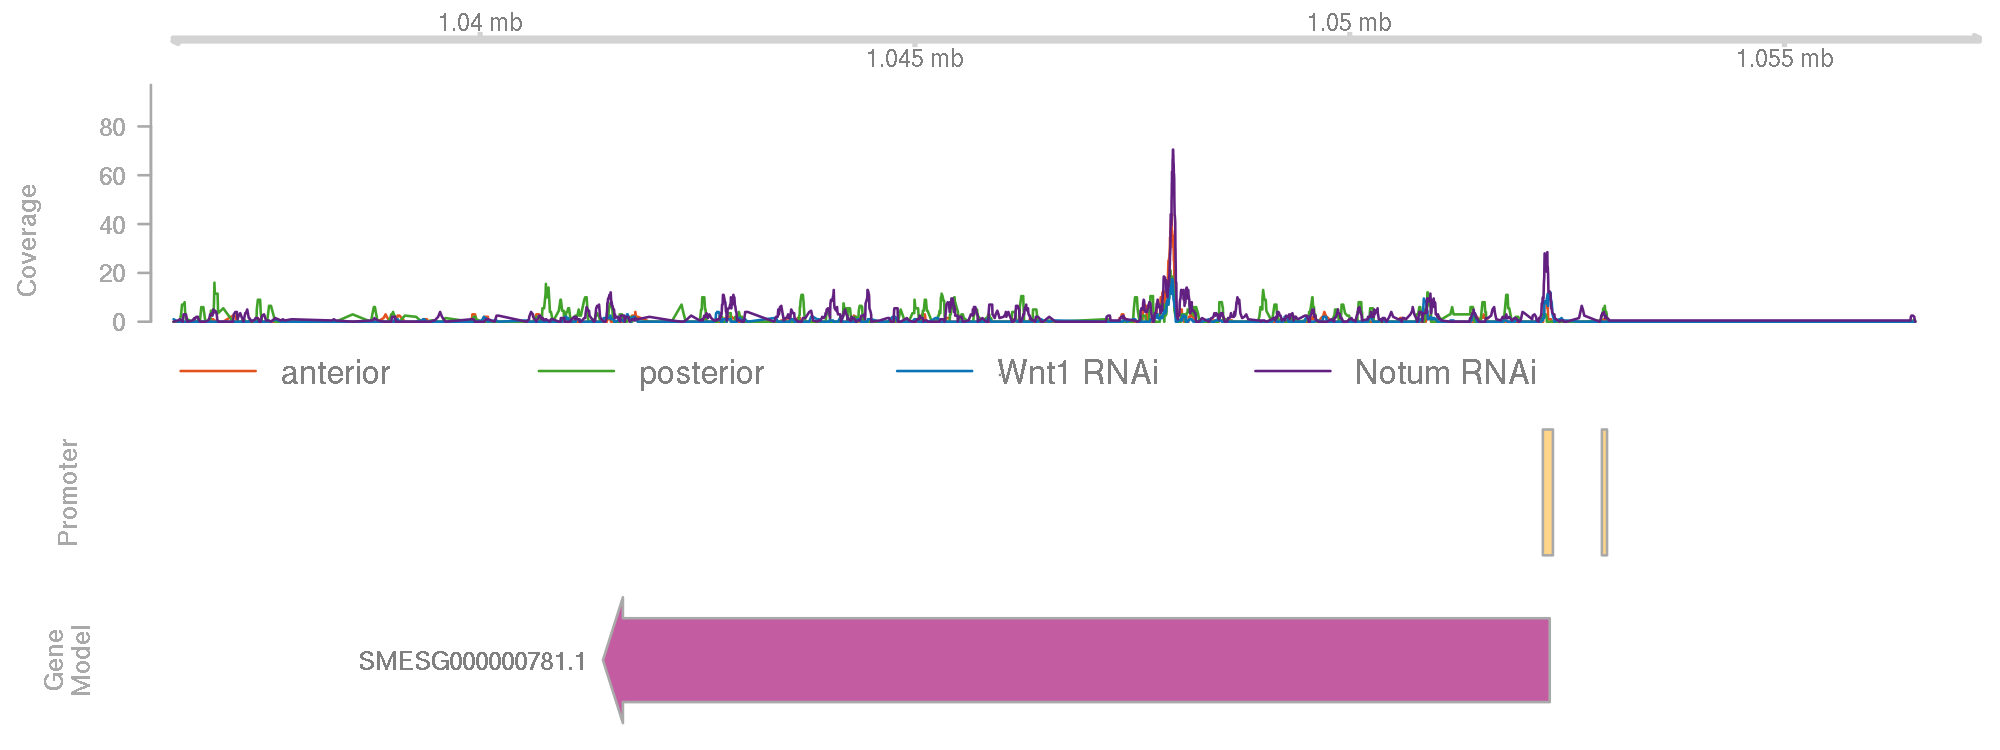 1.04 mb
1.05 mb
1.045 mb
1.055 mb
Coverage
80
60
40
20
0
anterior
posterior
Wnt1 RNAi
Notum RNAi
Promoter
Gene
Model
SMESG000000781.1